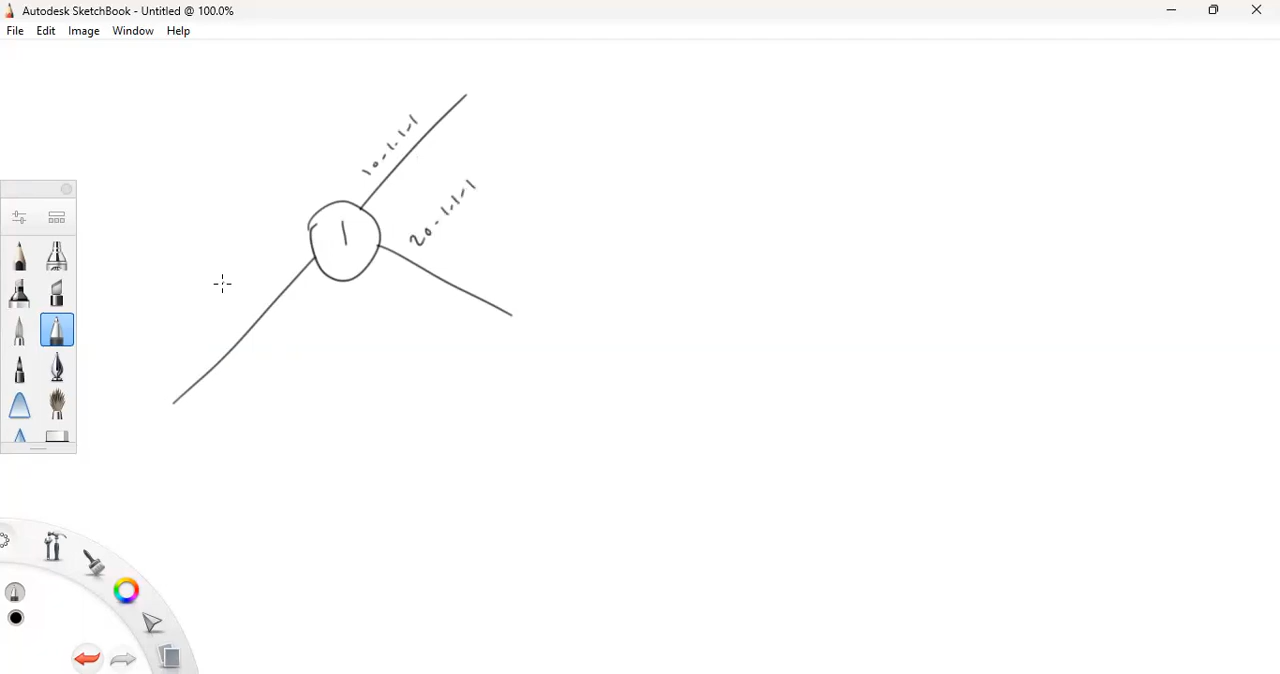 Autodesk SketchBook - Untitled @ 100.0%
File Edit Image Window Help
10-1.1.1
20-1.1.1
1